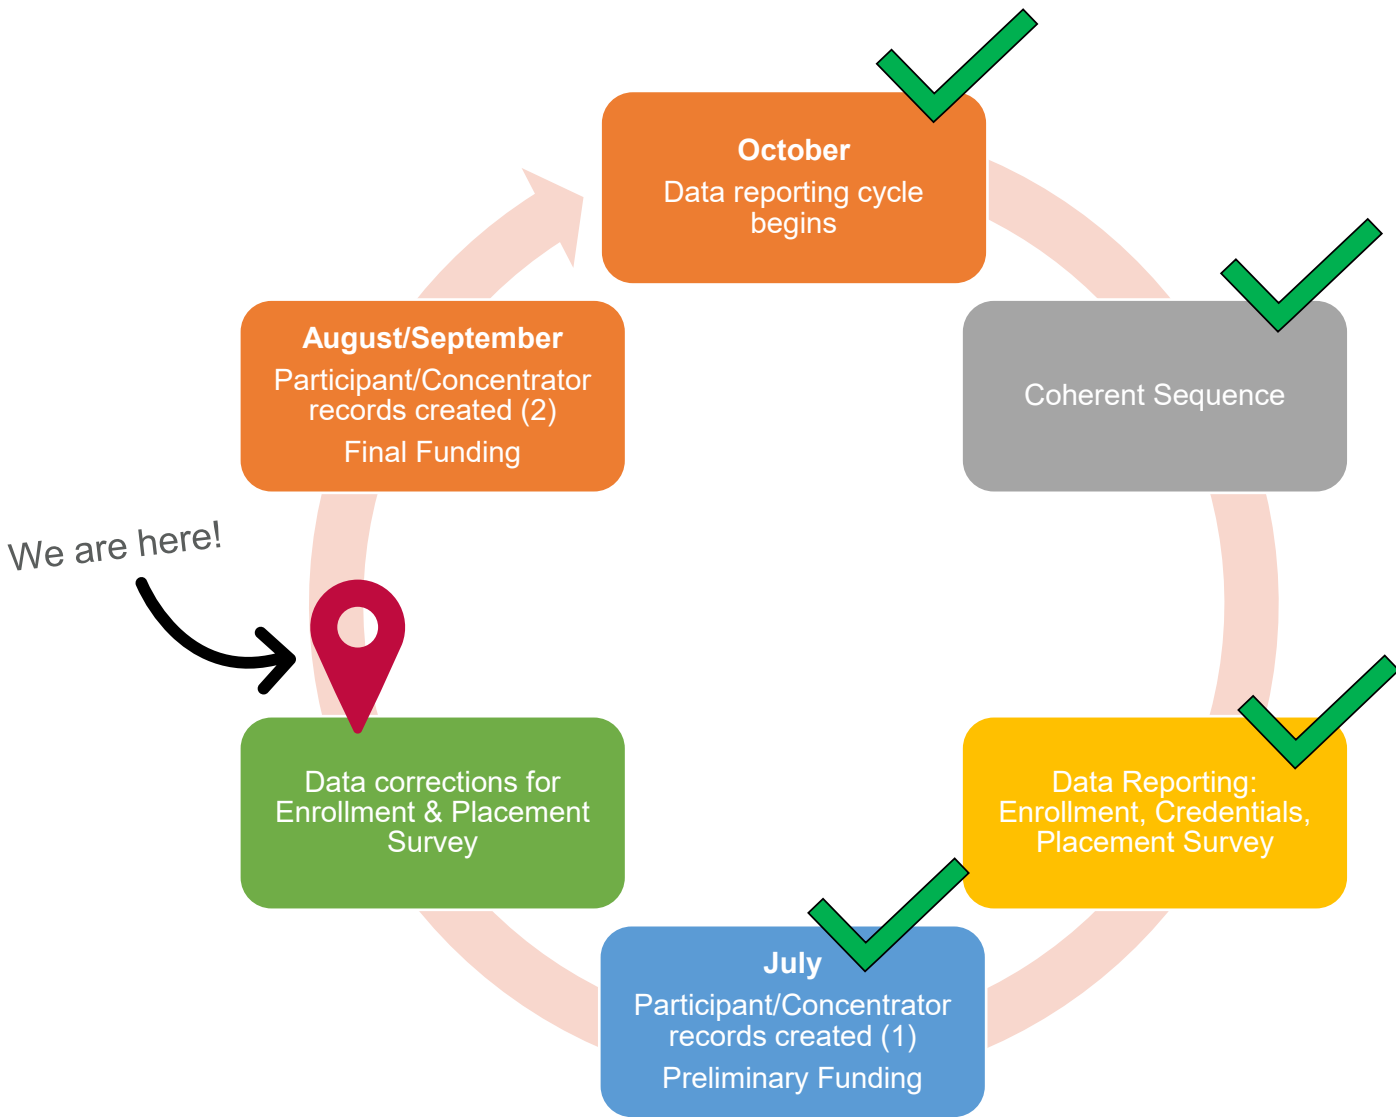 October
Data reporting cycle
begins
Coherent Sequence
Data Reporting:
Enrollment, Credentials,
Placement Survey
July
Participant/Concentrator
records created (1)
Preliminary Funding
Data corrections for
Enrollment & Placement
Survey
We are here!
August/September
Participant/Concentrator
records created (2)
Final Funding